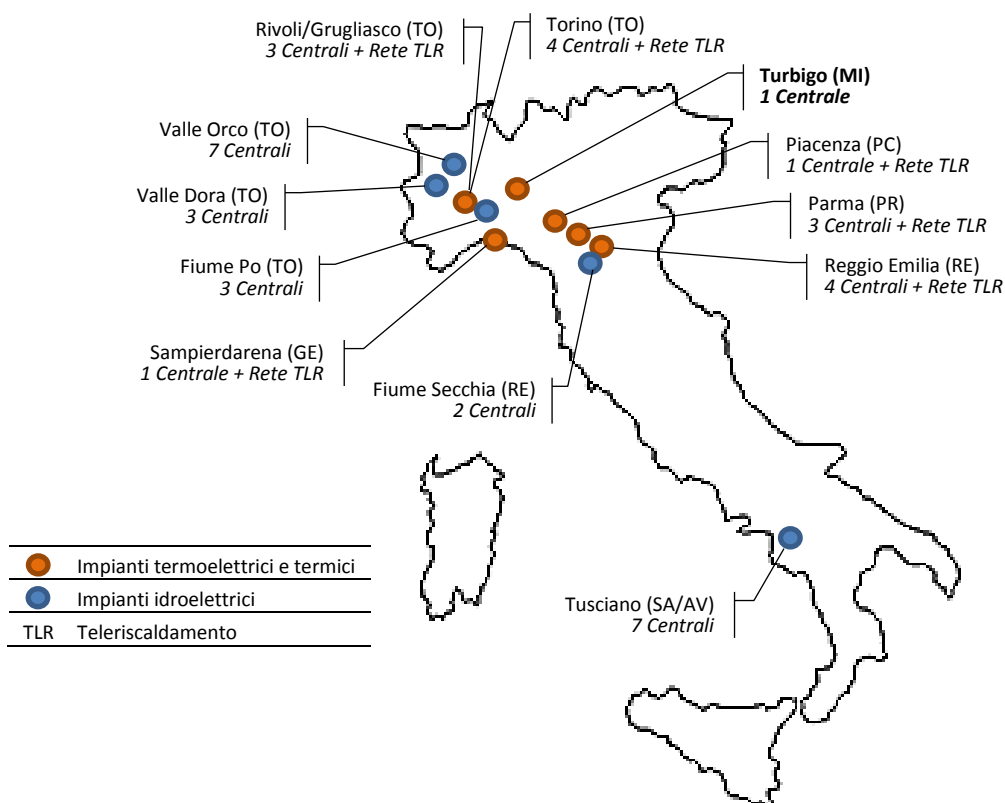 Rivoli/Grugliasco (TO)
3 Centrali + Rete TLR
Torino (TO)
4 Centrali + Rete TLR
Turbigo (MI)
1 Centrale
Valle Orco (TO)
7 Centrali
Piacenza (PC)
1 Centrale + Rete TLR
Valle Dora (TO)
3 Centrali
Parma (PR)
3 Centrali + Rete TLR
Fiume Po (TO)
3 Centrali
Reggio Emilia (RE)
4 Centrali + Rete TLR
Sampierdarena (GE)
1 Centrale + Rete TLR
Fiume Secchia (RE)
2 Centrali
Impianti termoelettrici e termici
Impianti idroelettrici
TLR Teleriscaldamento
Tusciano (SA/AV)
7 Centrali